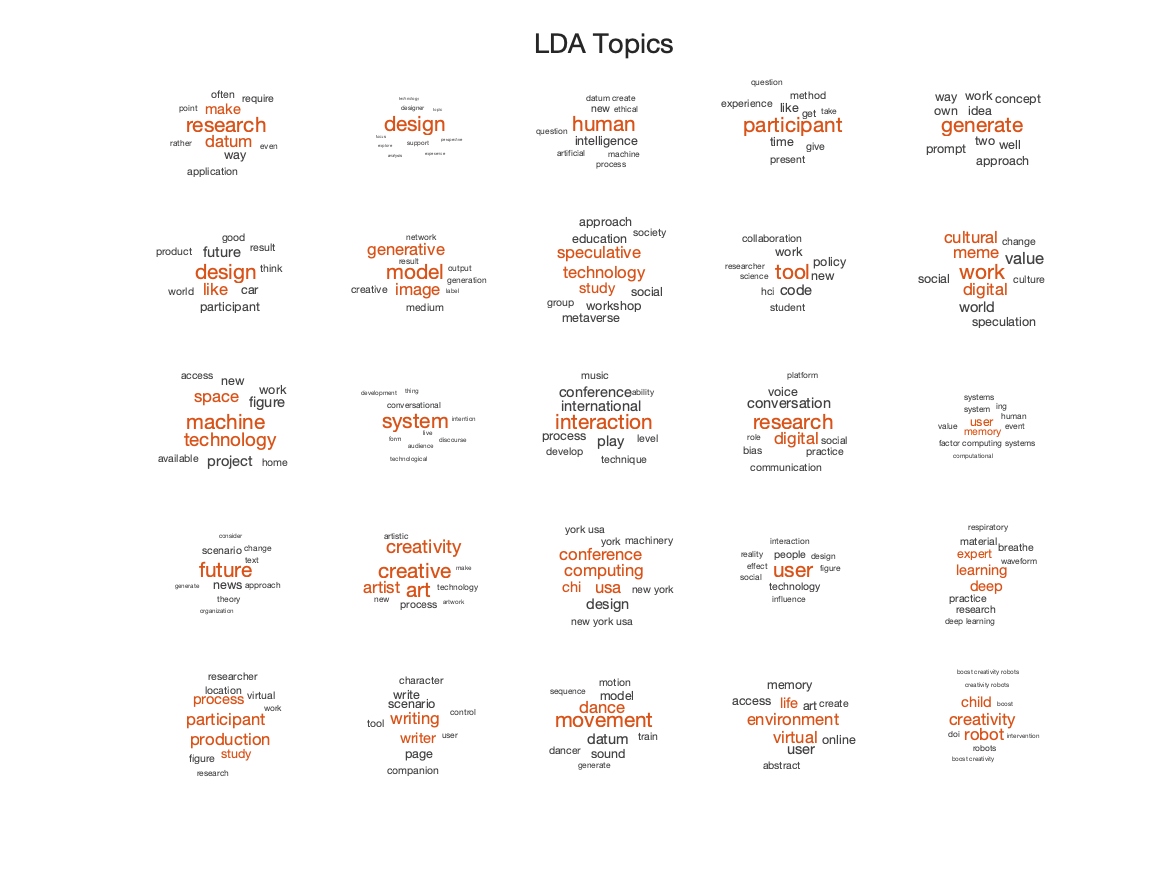 LDA Topics
often
require
point make
research
rather datum even
way
application
technology
designer topic
design
focus
perspective
explore support
analysis experience
datum create
new ethical
human
question
intelligence
artificial machine
process
question
method
experience like get take
participant
time give
present
way work concept
own idea
generate
two well
prompt
approach
good
product future result
design think
world like car
participant
network
generative
result
model output
generation
creative image label
medium
approach
education society
speculative
technology
study social
group workshop
metaverse
collaboration
work
policy
researcher
science tool new
hci code
student
cultural change
meme value
social work culture
digital
world
speculation
access new
work
space figure
machine
technology
available project home
development thing
conversational
system intention
live
form discourse
audience
technological
music
conference ability
international
interaction
process play level
develop
technique
platform
voice
conversation
research
role digital social
bias practice
communication
systems
system ing
human
value user event
memory
factor computing systems
computational
consider
scenario change
text
future
generate news approach
theory
organization
artistic
creativity
creative make
artist art technology
new process artwork
york usa
york machinery
conference
computing
chi usa new york
design
new york usa
interaction
reality people design
effect user figure
social
technology
influence
respiratory
material breathe
expert waveform
learning
deep
practice
research
deep learning
researcher
location
process virtual
work
participant
production
figure study
research
character
write
scenario
tool writing control
writer user
page
companion
motion
sequence model
dance
movement
datum train
dancer sound
generate
memory
access life art create
environment
virtual online
user
abstract
boost creativity robots
creativity robots
child boost
creativity
doi robot intervention
robots
boost creativity